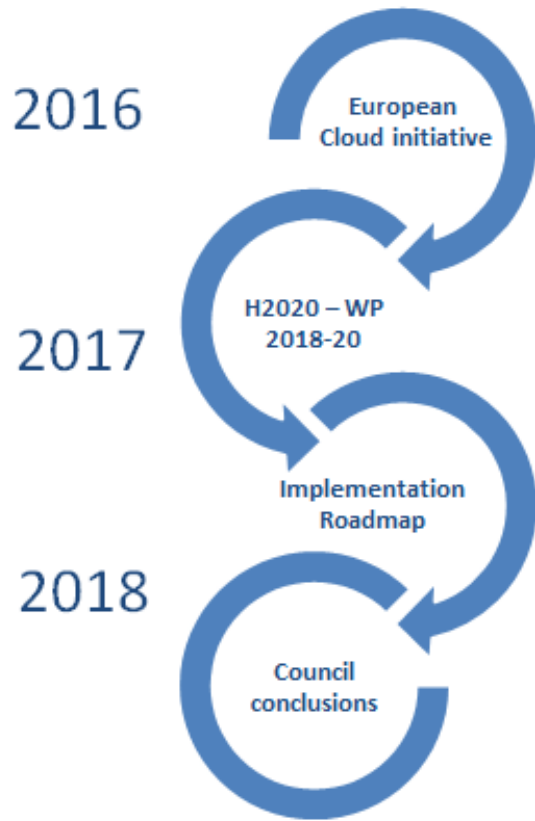 2016
European
Cloud initiative
H2020 – WP
2018-20
2017
Implementation
Roadmap
2018
Council
conclusions